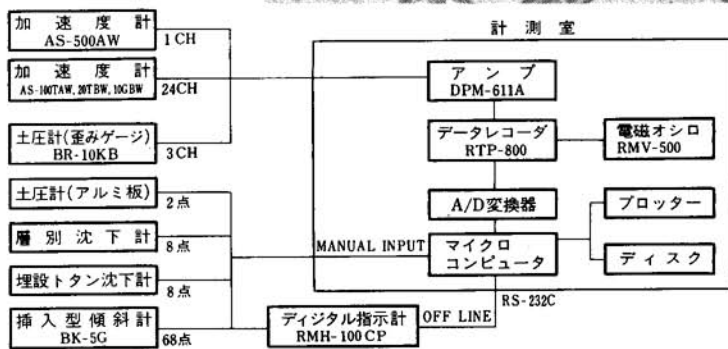 加速度計
AS-500AW
1CH
加速度計
AS-100TAW, 20TBW, 10GBW
24CH
土圧計(歪みゲージ)
BR-10KB
3CH
土圧計(アルミ板)
2点
層別沈下計
8点
埋設トタン沈下計
8点
挿入型傾斜計
BK-5G
68点
計測室
アンプ
DPM-611A
データレコーダ
RTP-800
電磁オシロ
RMV-500
A/D変換器
MANUAL INPUT
マイクロ
コンピュータ
プロッター
ディスク
RS-232C
ディジタル指示計
RMH-100CP
OFF LINE